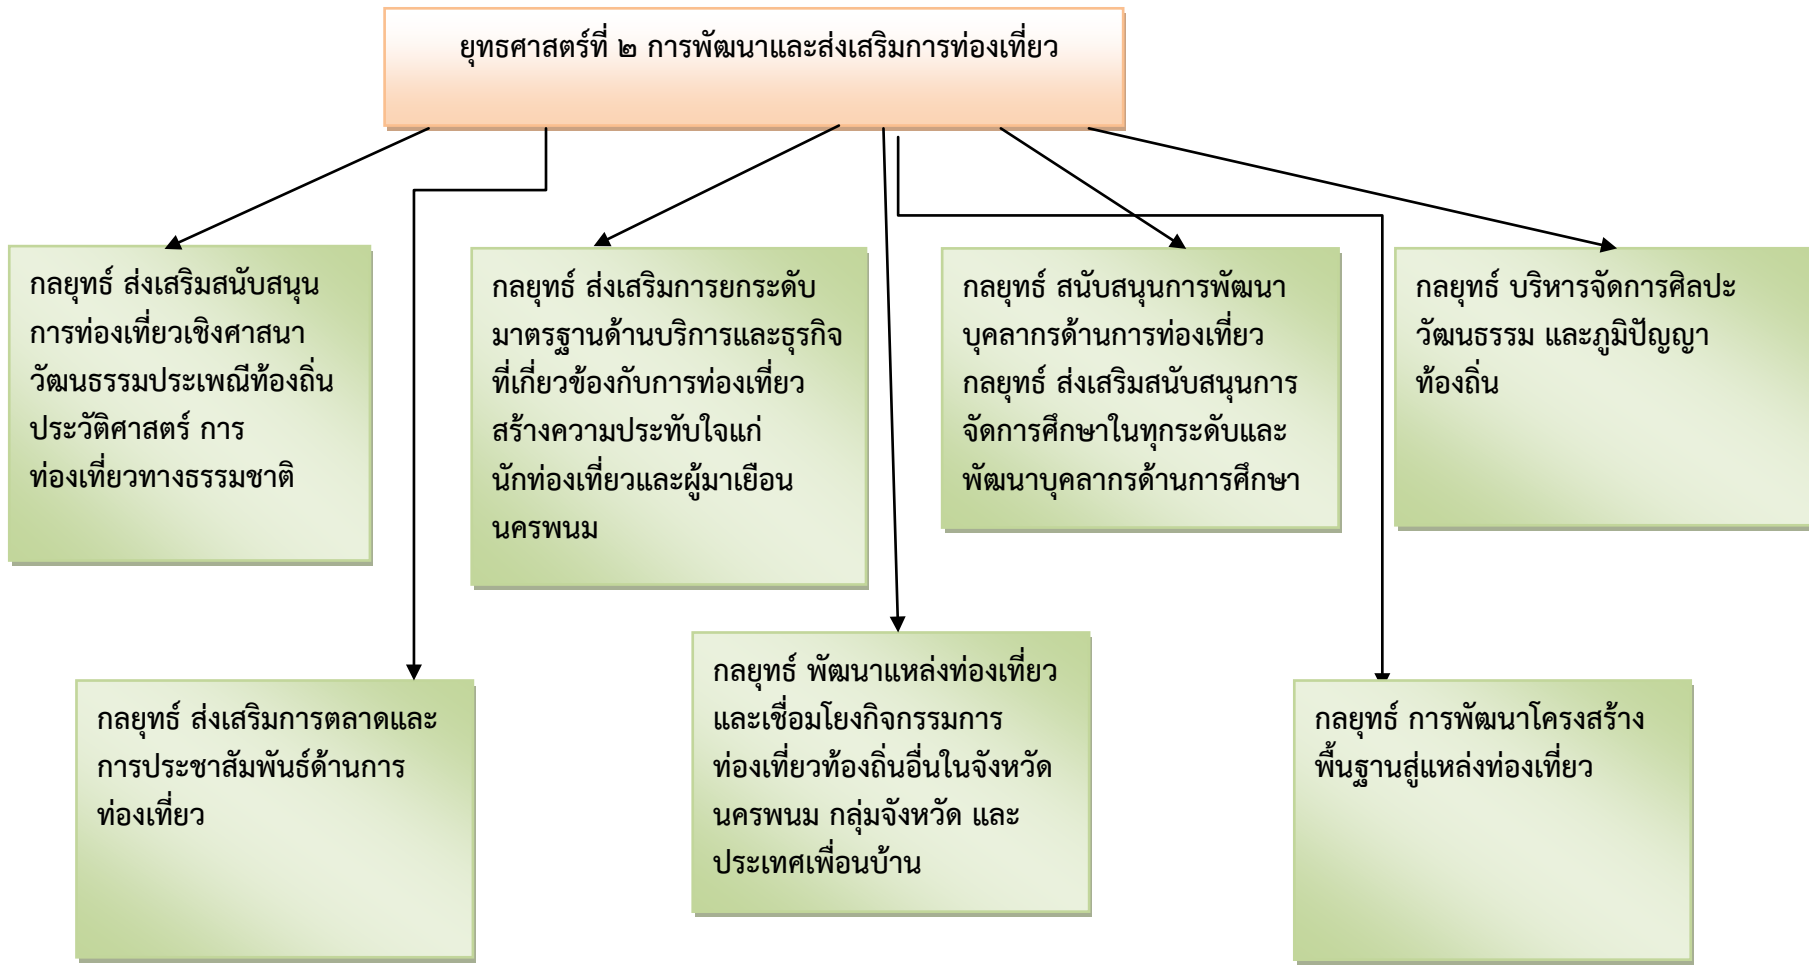 ยุทธศาสตร์ที่ ๒ การพัฒนาและส่งเสริมการท่องเที่ยว
กลยุทธ์ ส่งเสริมสนับสนุน
การท่องเที่ยวเชิงศาสนา
วัฒนธรรมประเพณีท้องถิ่น
ประวัติศาสตร์ การ
ท่องเที่ยวทางธรรมชาติ
กลยุทธ์ ส่งเสริมการยกระดับ
มาตรฐานด้านบริการและธุรกิจ
ที่เกี่ยวข้องกับการท่องเที่ยว
สร้างความประทับใจแก่
นักท่องเที่ยวและผู้มาเยือน
นครพนม
กลยุทธ์ สนับสนุนการพัฒนา
บุคลากรด้านการท่องเที่ยว
กลยุทธ์ ส่งเสริมสนับสนุนการ
จัดการศึกษาในทุกระดับและ
พัฒนาบุคลากรด้านการศึกษา
กลยุทธ์ บริหารจัดการศิลปะ
วัฒนธรรม และภูมิปัญญา
ท้องถิ่น
กลยุทธ์ ส่งเสริมการตลาดและ
การประชาสัมพันธ์ด้านการ
ท่องเที่ยว
กลยุทธ์ พัฒนาแหล่งท่องเที่ยว
และเชื่อมโยงกิจกรรมการ
ท่องเที่ยวท้องถิ่นอื่นในจังหวัด
นครพนม กลุ่มจังหวัด และ
ประเทศเพื่อนบ้าน
กลยุทธ์ การพัฒนาโครงสร้าง
พื้นฐานสู่แหล่งท่องเที่ยว